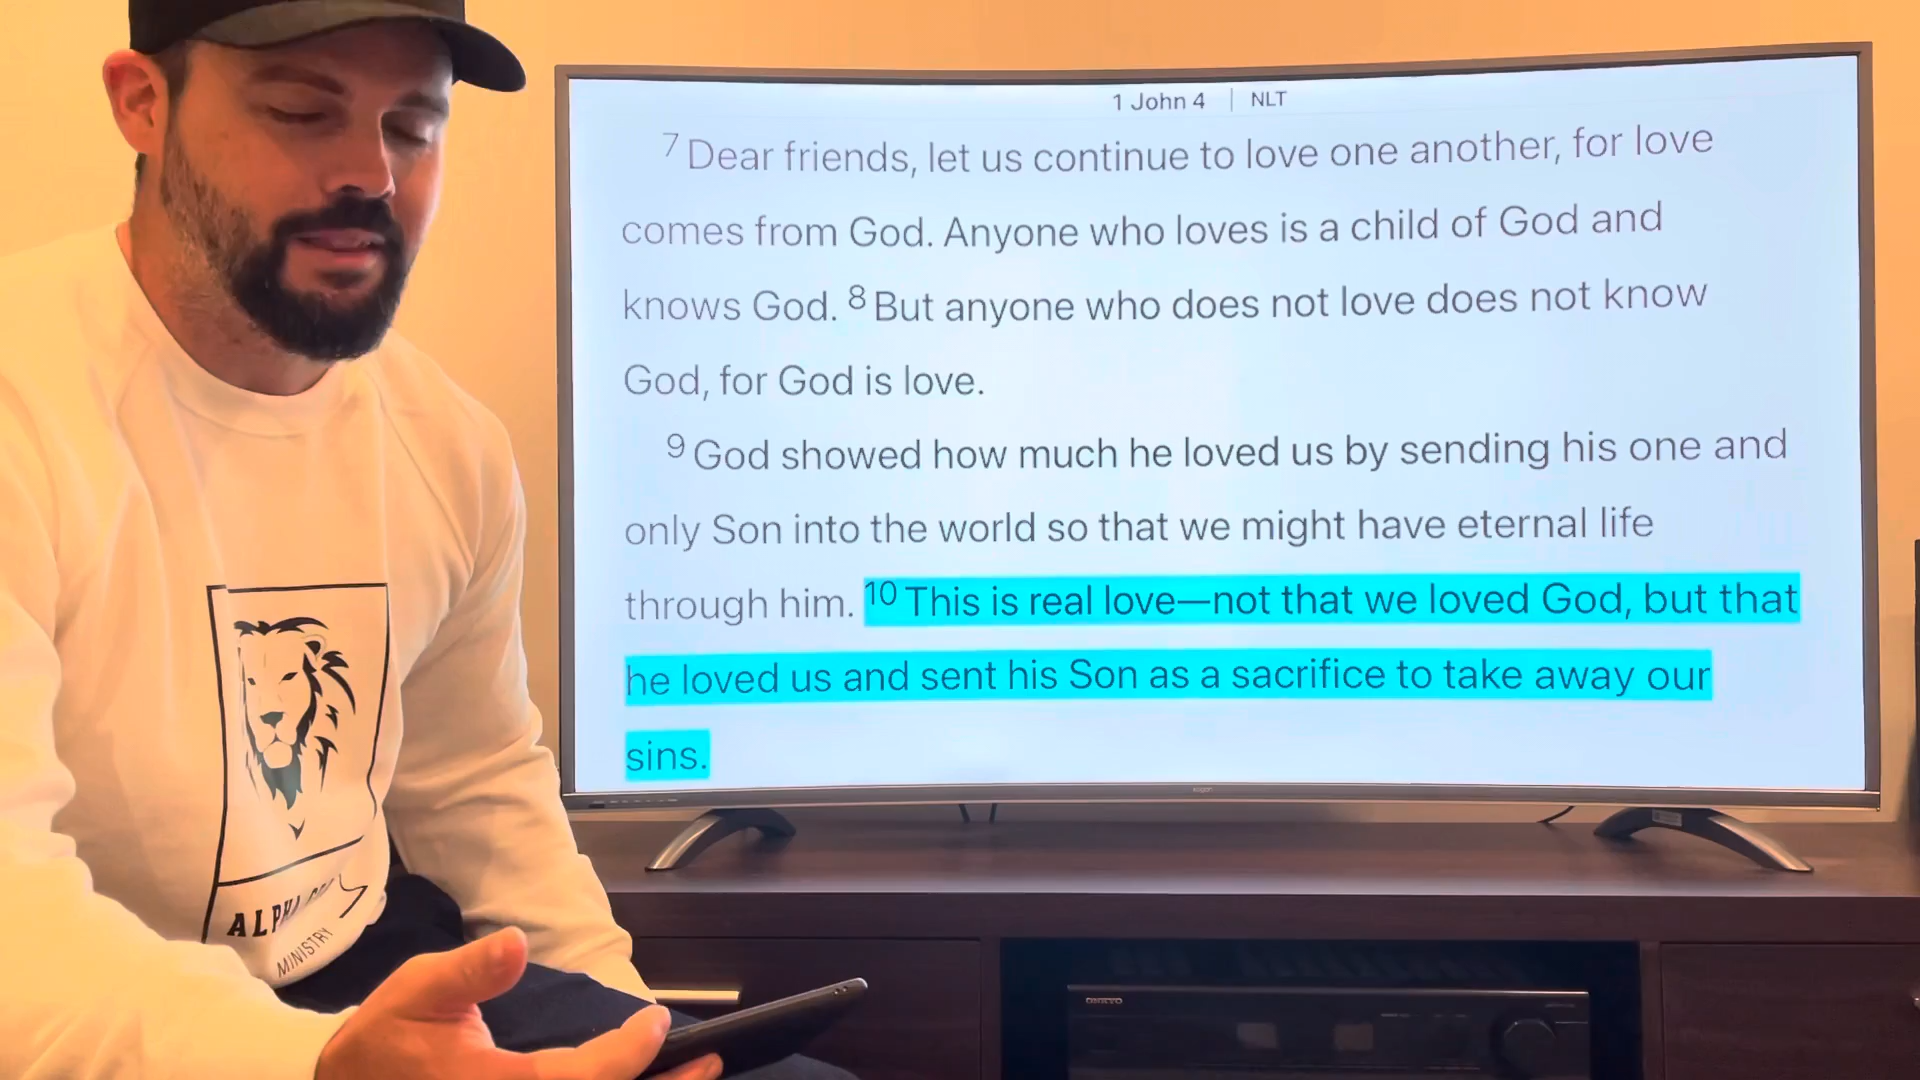 1 John 4 | NLT
7 Dear friends, let us continue to love one another, for love
comes from God. Anyone who loves is a child of God and
knows God. 8 But anyone who does not love does not know
God, for God is love.
9 God showed how much he loved us by sending his one and
only Son into the world so that we might have eternal life
through him. 10 This is real love—not that we loved God, but that
he loved us and sent his Son as a sacrifice to take away our
sins.
ALPHA
MINISTRY
ONKYO